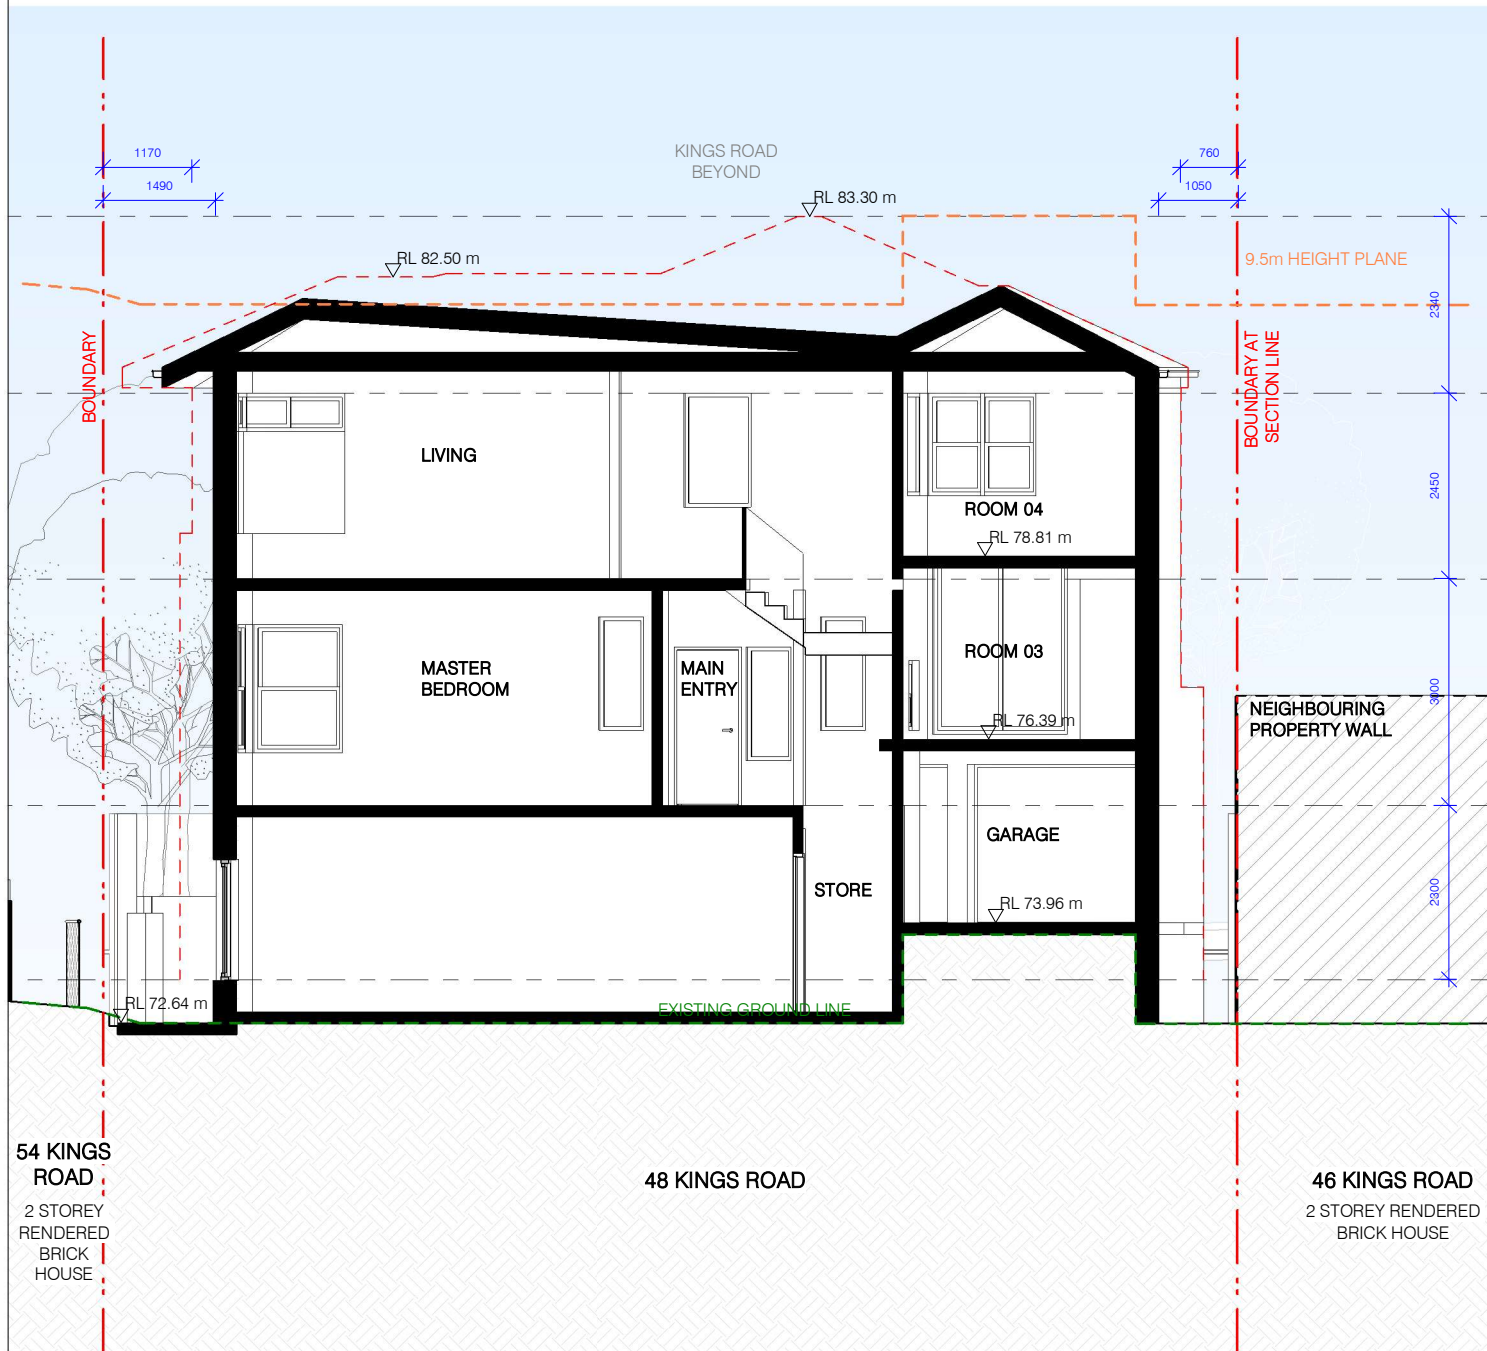 KINGS ROAD
BEYOND
1170
1490
760
1050
RL 83.30 m
RL 82.50 m
9.5m HEIGHT PLANE
2340
BOUNDARY
BOUNDARY AT
SECTION LINE
LIVING
2450
ROOM 04
RL 78.81 m
MASTER
BEDROOM
MAIN
ENTRY
ROOM 03
RL 76.39 m
3000
NEIGHBOURING
PROPERTY WALL
GARAGE
STORE
RL 73.96 m
2300
RL 72.64 m
EXISTING GROUND LINE
54 KINGS
ROAD
2 STOREY
RENDERED
BRICK
HOUSE
48 KINGS ROAD
46 KINGS ROAD
2 STOREY RENDERED
BRICK HOUSE